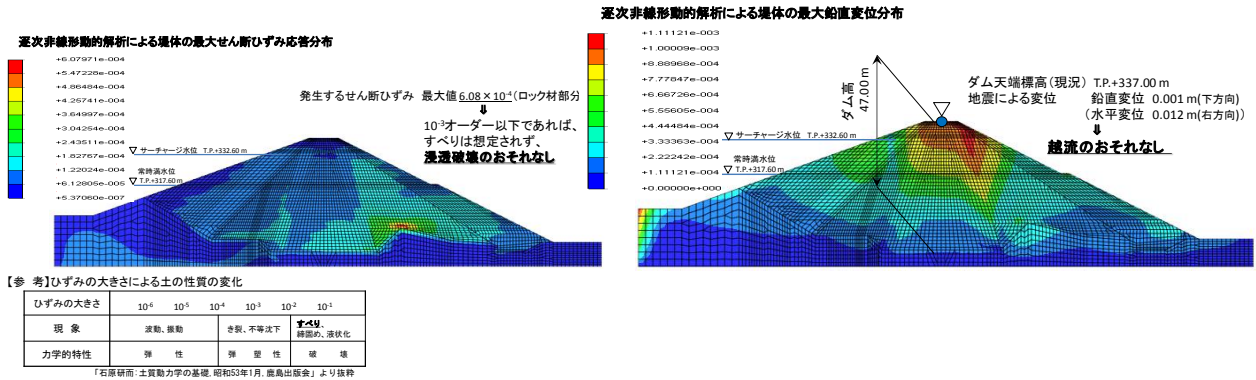 逐次非線形動的解析による堤体の最大せん断ひずみ応答分布
+6.07971e-004
+5.47228e-004
+4.86484e-004
+4.25741e-004
+3.64997e-004
+3.04254e-004
+2.43511e-004
+1.82767e-004
+1.22024e-004
+6.12805e-005
+5.37060e-007
発生するせん断ひずみ 最大値 6.08×10⁻⁴(ロック材部分
⇓
10⁻³オーダー以下であれば、
すべりは想定されず、
浸透破壊のおそれなし
サーチャージ水位 T.P.+332.60 m
常時満水位
T.P.+317.60 m
【参 考】ひずみの大きさによる土の性質の変化
ひずみの大きさ 10⁻⁶ 10⁻⁵ 10⁻⁴ 10⁻³ 10⁻² 10⁻¹
現 象 波動、振動 き裂、不等沈下 すべり、
締固め、液状化
力学的特性 弾 性 弾 塑 性 破 壊
「石原研而:土質動力学の基礎,昭和53年1月,鹿島出版会」より抜粋
逐次非線形動的解析による堤体の最大鉛直変位分布
+1.11121e-003
+1.00009e-003
+8.88968e-004
+7.77847e-004
+6.66726e-004
+5.55605e-004
+4.44484e-004
+3.33363e-004
+2.22242e-004
+1.11121e-004
+0.00000e+000
サーチャージ水位 T.P.+332.60 m
常時満水位
T.P.+317.60 m
ダム高
47.00 m
ダム天端標高(現況) T.P.+337.00 m
地震による変位 鉛直変位 0.001 m(下方向)
(水平変位 0.012 m(右方向))
⇓
越流のおそれなし